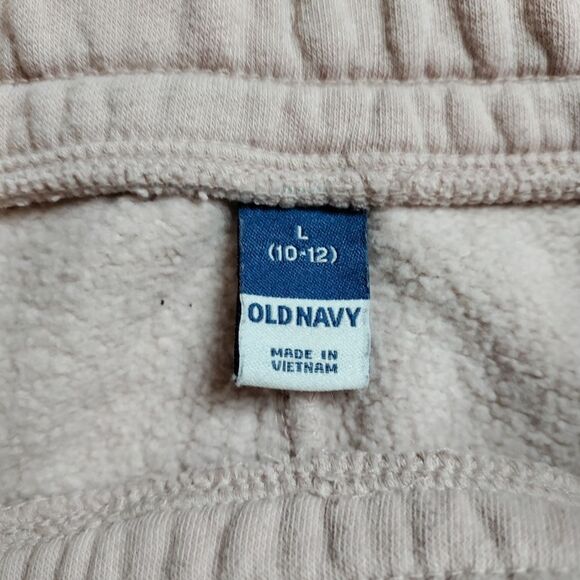 L
(10-12)
OLD NAVY
MADE IN
VIETNAM